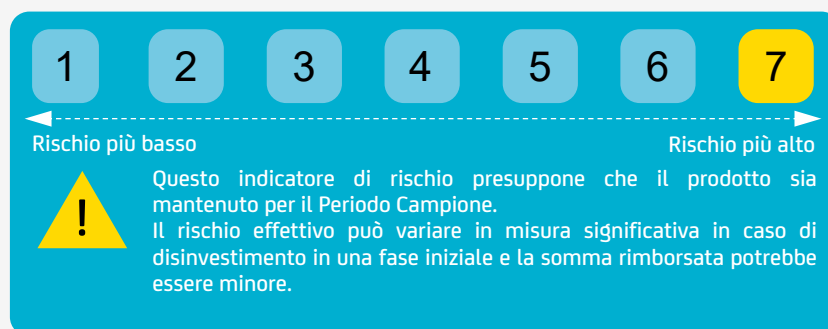 1 2 3 4 5 6 7
Rischio più basso Rischio più alto
!
Questo indicatore di rischio presuppone che il prodotto sia
mantenuto per il Periodo Campione.
Il rischio effettivo può variare in misura significativa in caso di
disinvestimento in una fase iniziale e la somma rimborsata potrebbe
essere minore.